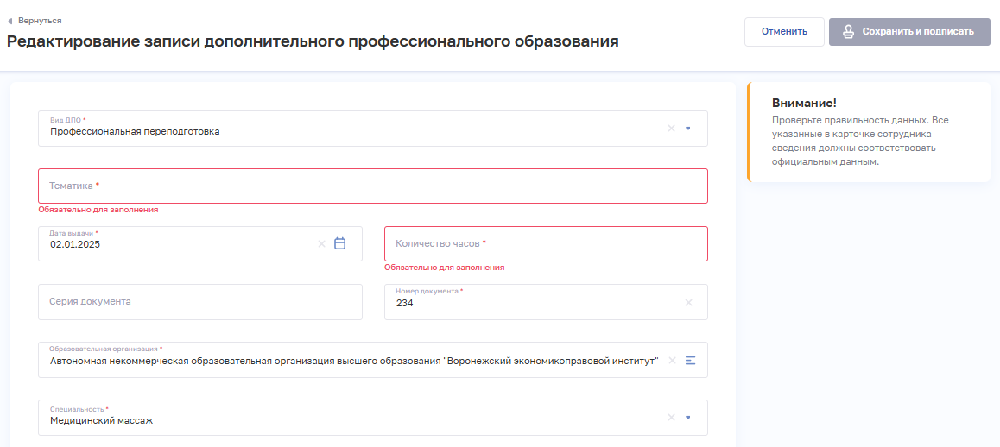 Вернуться
Редактирование записи дополнительного профессионального образования
Отменить
Сохранить и подписать
Вид ДПО *
Профессиональная переподготовка
Тематика *
Обязательно для заполнения
Дата выдачи *
02.01.2025
Количество часов *
Обязательно для заполнения
Серия документа
Номер документа *
234
Образовательная организация *
Автономная некоммерческая образовательная организация высшего образования "Воронежский экономикоправовой институт"
Специальность *
Медицинский массаж
Внимание!
Проверьте правильность данных. Все
указанные в карточке сотрудника
сведения должны соответствовать
официальным данным.